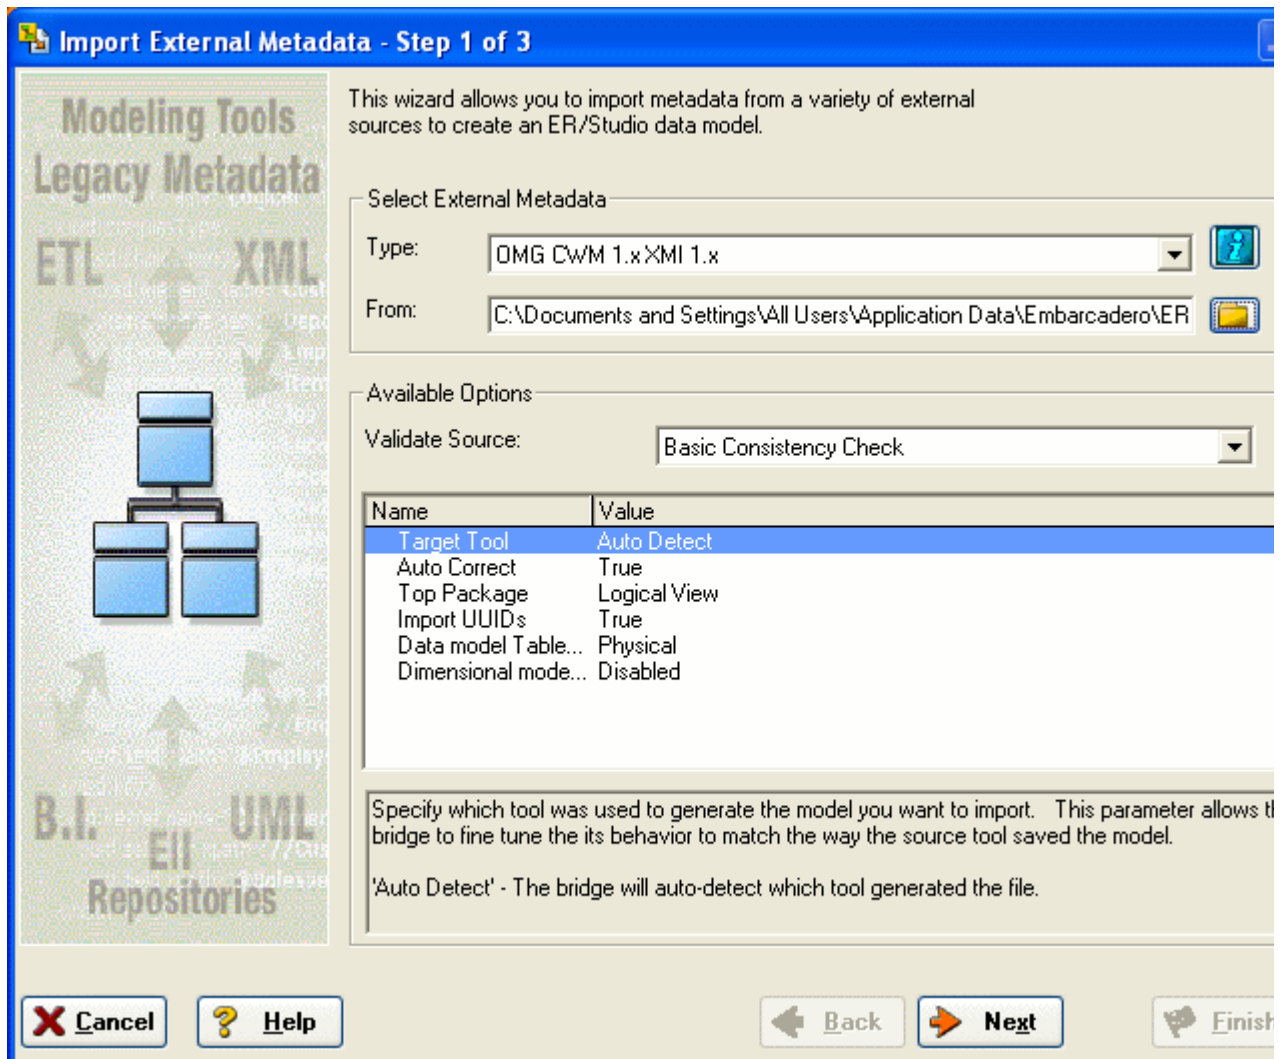 Import External Metadata - Step 1 of 3
Modeling Tools
Legacy Metadata
ETL
XML
B.I.
UML
EII
Repositories
This wizard allows you to import metadata from a variety of external
sources to create an ER/Studio data model.
Select External Metadata
Type:
OMG CWM 1.x XMI 1.x
From:
C:\Documents and Settings\All Users\Application Data\Embarcadero\ER
Available Options
Validate Source:
Basic Consistency Check
Name Value
Target Tool Auto Detect
Auto Correct True
Top Package Logical View
Import UUIDs True
Data model Table... Physical
Dimensional mode... Disabled
Specify which tool was used to generate the model you want to import. This parameter allows
bridge to fine tune the its behavior to match the way the source tool saved the model.
'Auto Detect' - The bridge will auto-detect which tool generated the file.
Cancel
Help
Back
Next
Finish